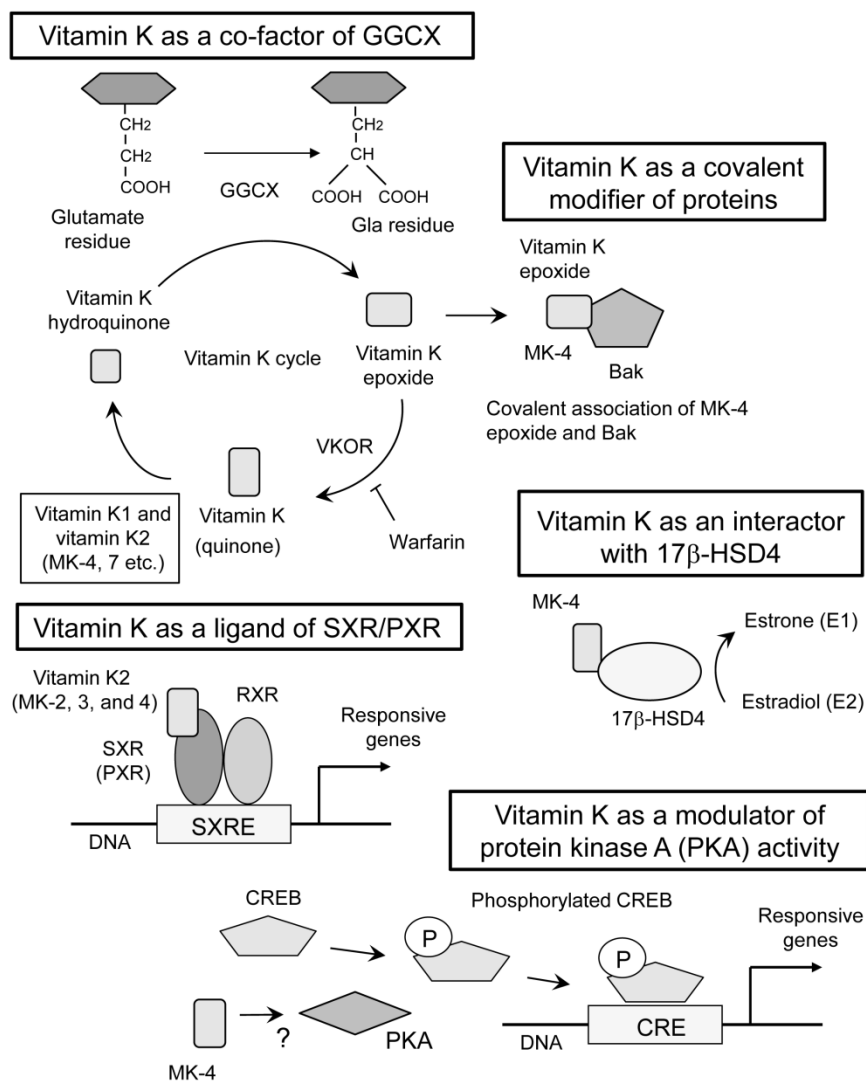 Vitamin K as a co-factor of GGCX
CH2
CH2
COOH
Glutamate
residue
GGCX
CH2
CH
COOH
COOH
Gla residue
Vitamin K
hydroquinone
Vitamin K cycle
Vitamin K
epoxide
VKOR
Vitamin K
(quinone)
Warfarin
Vitamin K1 and
vitamin K2
(MK-4, 7 etc.)
Vitamin K as a covalent
modifier of proteins
Vitamin K
epoxide
MK-4
Bak
Covalent association of MK-4
epoxide and Bak
Vitamin K as an interactor
with 17β-HSD4
MK-4
17β-HSD4
Estrone (E1)
Estradiol (E2)
Vitamin K as a ligand of SXR/PXR
Vitamin K2
(MK-2, 3, and 4)
RXR
SXR
(PXR)
Responsive
genes
SXRE
DNA
Vitamin K as a modulator of
protein kinase A (PKA) activity
CREB
Phosphorylated CREB
P
P
Responsive
genes
MK-4
?
PKA
DNA
CRE